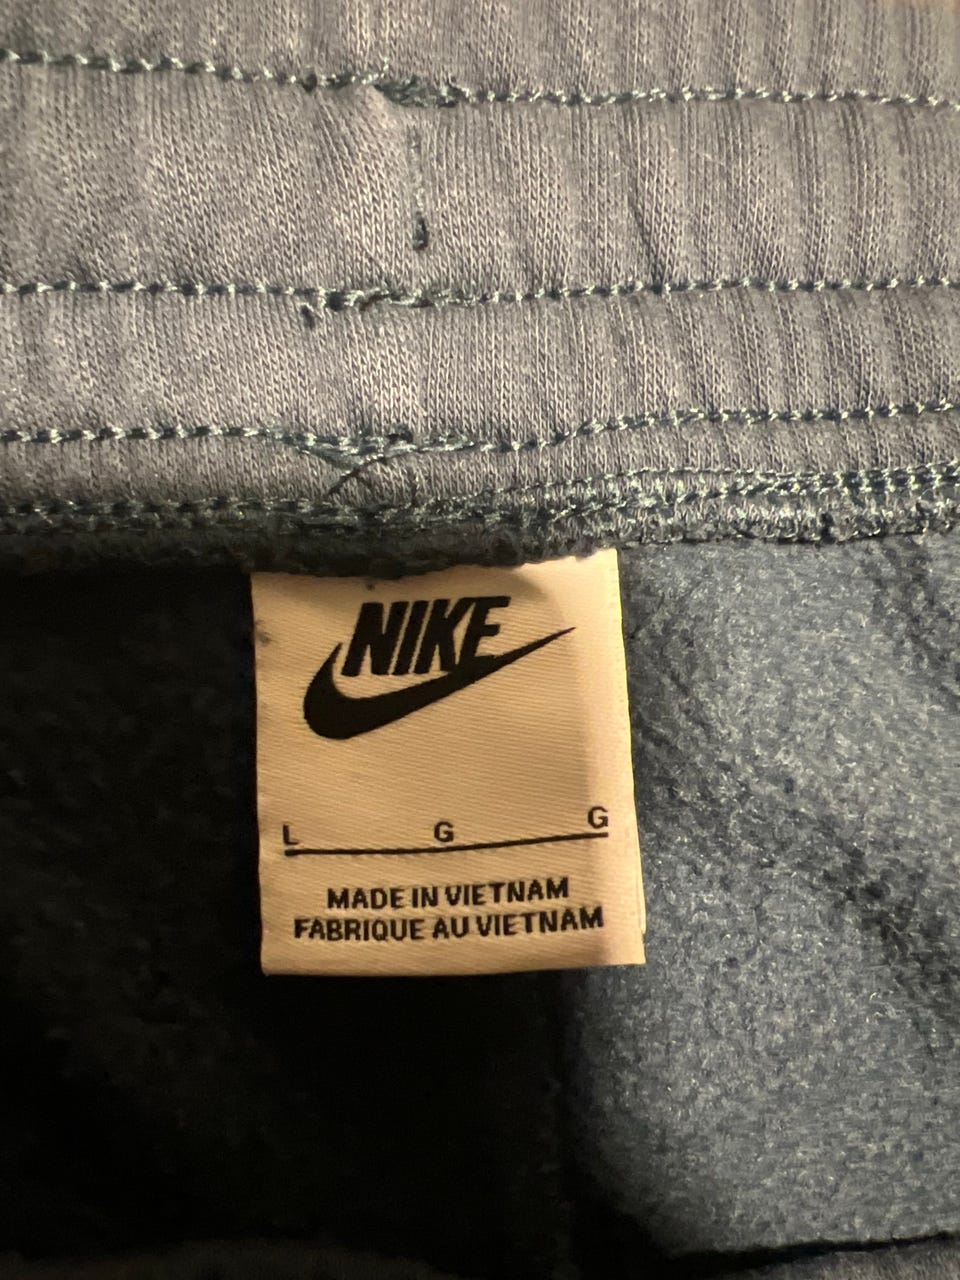 NIKE
L G G
MADE IN VIETNAM
FABRIQUE AU VIETNAM